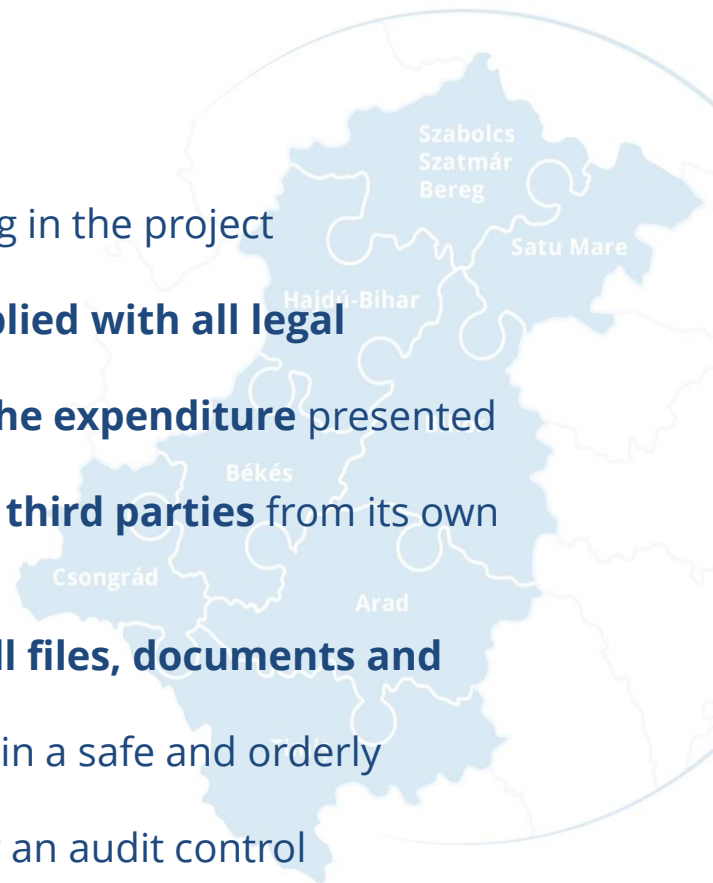 Szabolcs
Szatmár
Bereg
g in the project
Satu Mare
Hajdú-Bihar
plied with all legal
he expenditure presented
Békés
third parties from its own
Csongrád
Arad
ll files, documents and
in a safe and orderly
an audit control